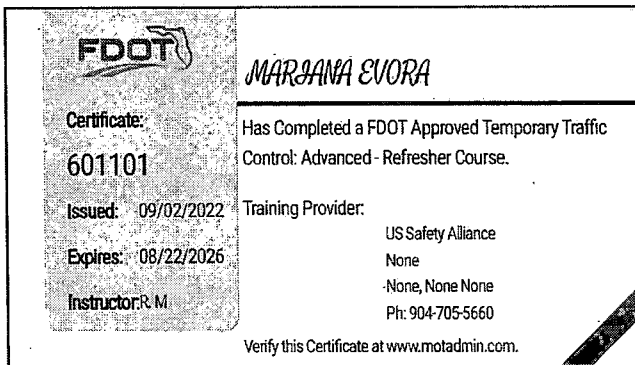 FDOT
MARIANA EVORA
Certificate:
601101
Issued: 09/02/2022
Expires: 08/22/2026
Instructor:R M
Has Completed a FDOT Approved Temporary Traffic
Control: Advanced - Refresher Course.
Training Provider:
US Safety Alliance
None
None, None None
Ph: 904-705-5660
Verify this Certificate at www.motadmin.com.